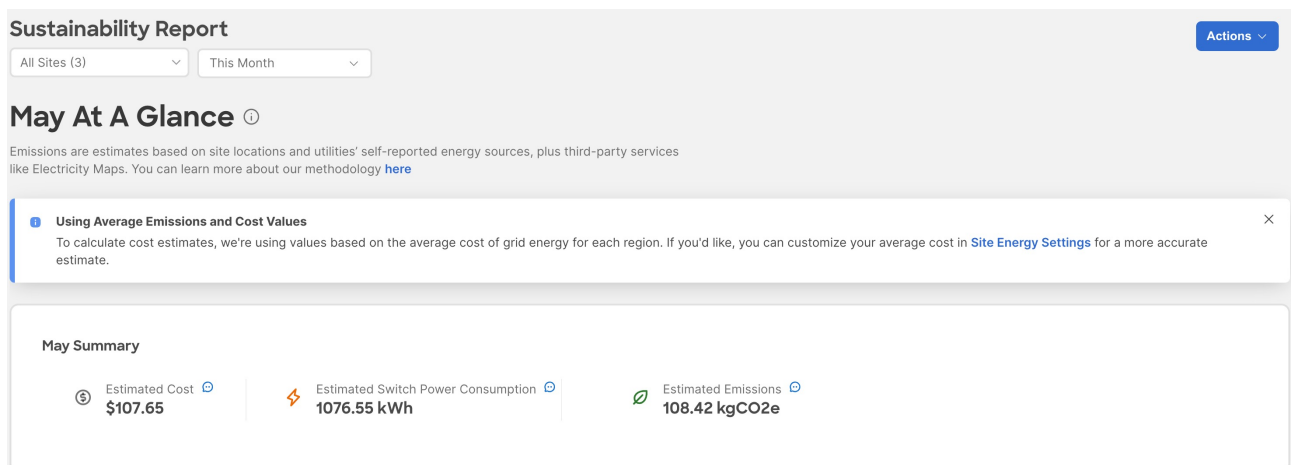 Sustainability Report
Actions
All Sites (3)
This Month
May At A Glance
Emissions are estimates based on site locations and utilities’ self-reported energy sources, plus third-party services
like Electricity Maps. You can learn more about our methodology here
Using Average Emissions and Cost Values
To calculate cost estimates, we're using values based on the average cost of grid energy for each region. If you'd like, you can customize your average cost in Site Energy Settings for a more accurate
estimate.
May Summary
Estimated Cost
$107.65
Estimated Switch Power Consumption
1076.55 kWh
Estimated Emissions
108.42 kgCO2e